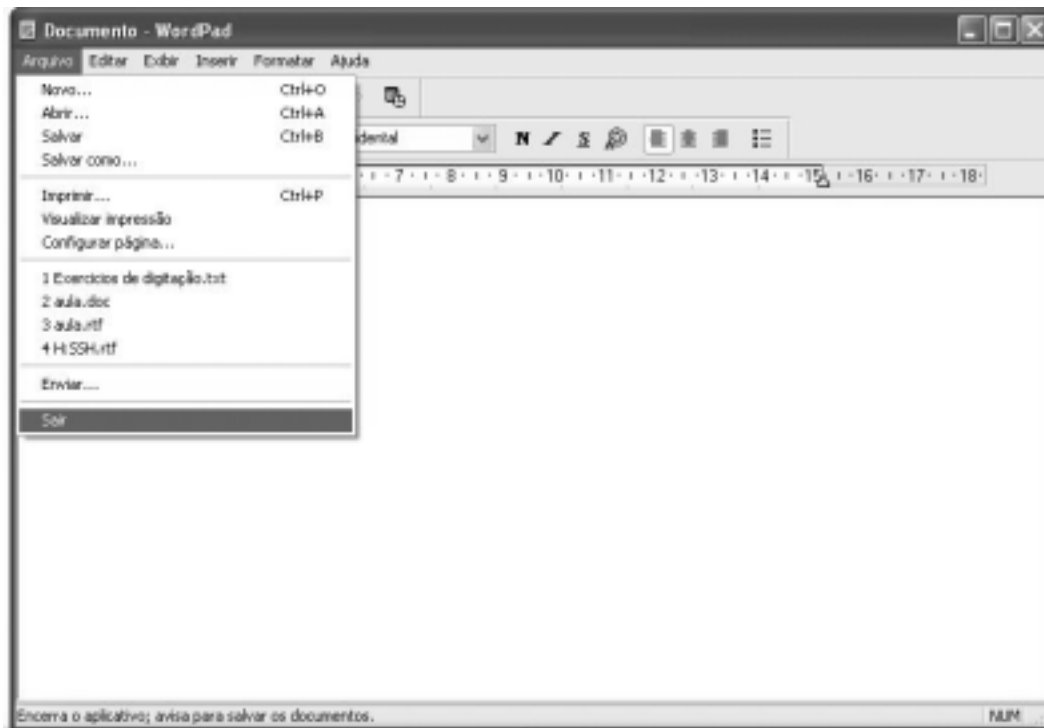 Documento - WordPad
Arquivo Editar Exibir Inserir Formatar Ajuda
Novo... Ctrl+O
Abrir... Ctrl+A
Salvar Ctrl+B
idental N I S
Salvar como...
7 8 9 10 11 12 13 14 15 16 17 18
Imprimir... Ctrl+P
Visualizar impressão
Configurar página...
1 Exercicios de digitação.txt
2 aula.doc
3 aula.rtf
4 H:SSH.rtf
Enviar...
Sair
Encerra o aplicativo; avisa para salvar os documentos. NUM